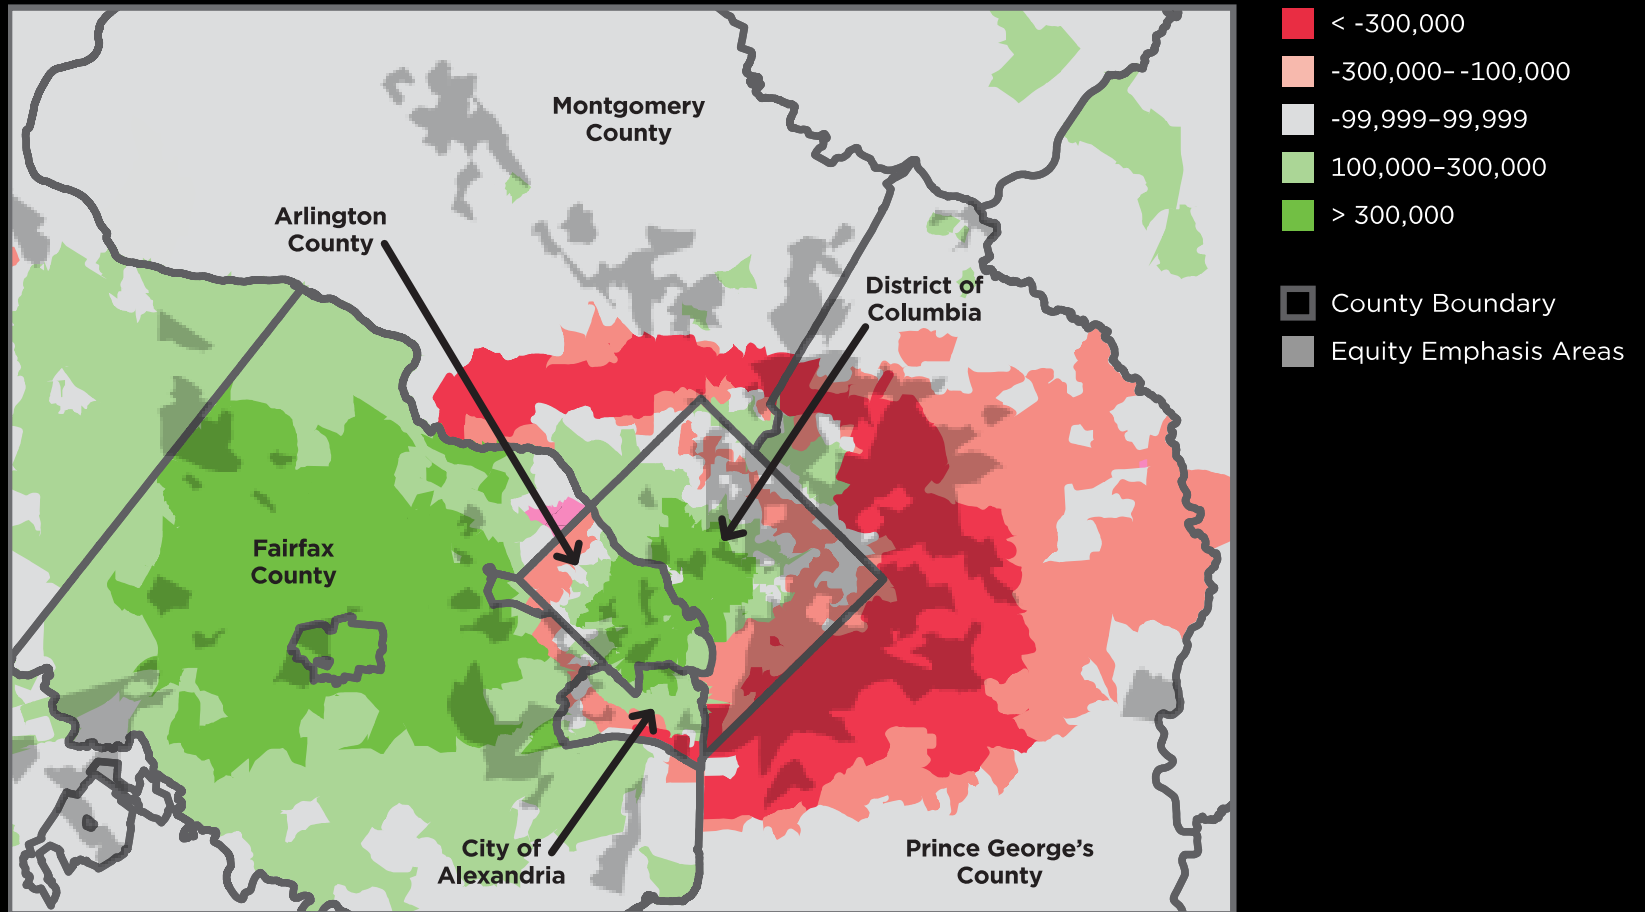 Montgomery
County
Arlington
County
District of
Columbia
Fairfax
County
City of
Alexandria
Prince George's
County
< -300,000
-300,000– -100,000
-99,999–99,999
100,000–300,000
> 300,000
County Boundary
Equity Emphasis Areas